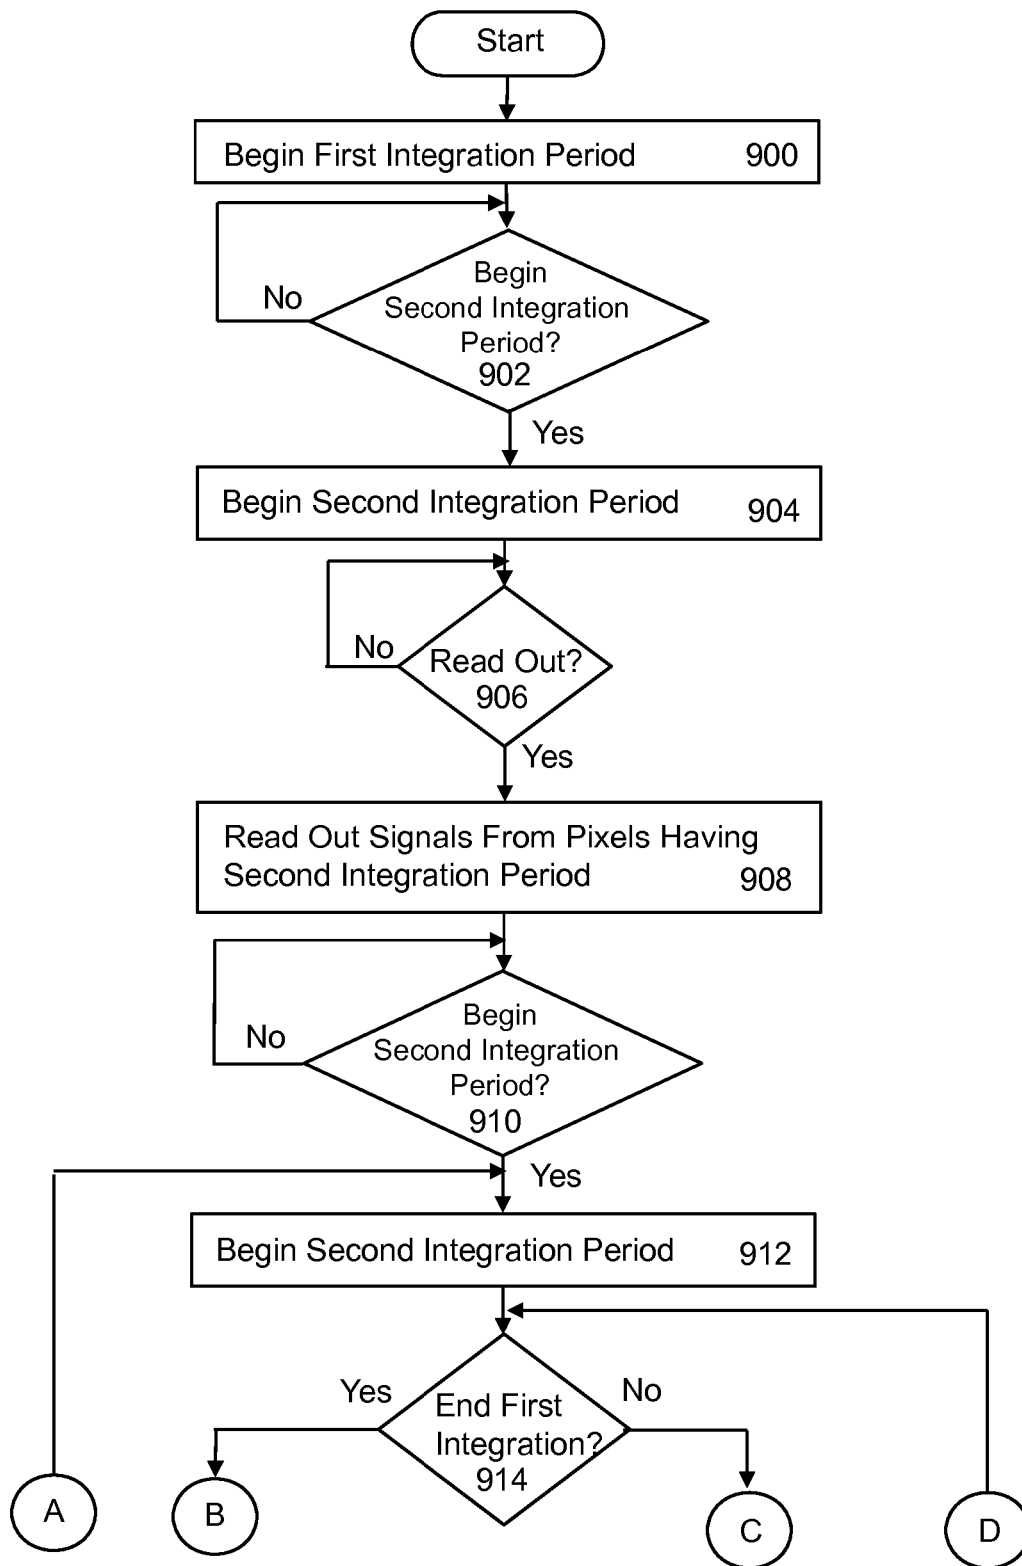 Start
Begin First Integration Period 900
Begin
Second Integration
Period?
902
No
Yes
Begin Second Integration Period 904
No
Read Out?
906
Yes
Read Out Signals From Pixels Having
Second Integration Period 908
Begin
Second Integration
Period?
910
No
Yes
Begin Second Integration Period 912
Yes
No
End First
Integration?
914
A
B
C
D